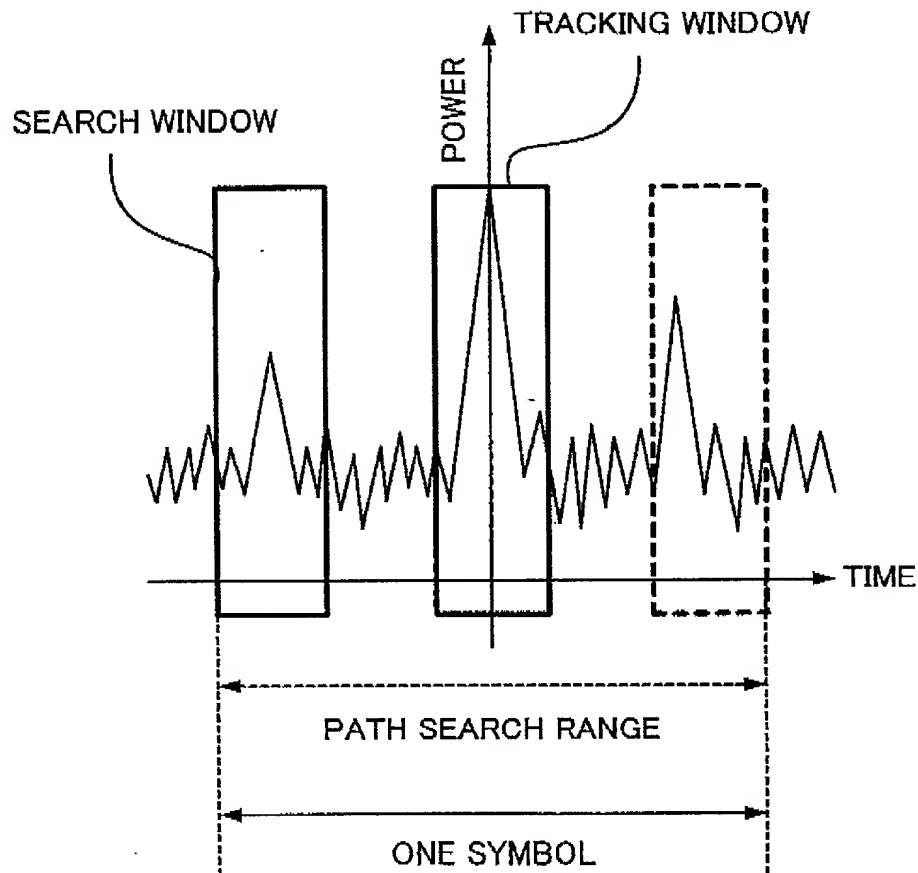 TRACKING WINDOW
POWER
SEARCH WINDOW
TIME
PATH SEARCH RANGE
ONE SYMBOL